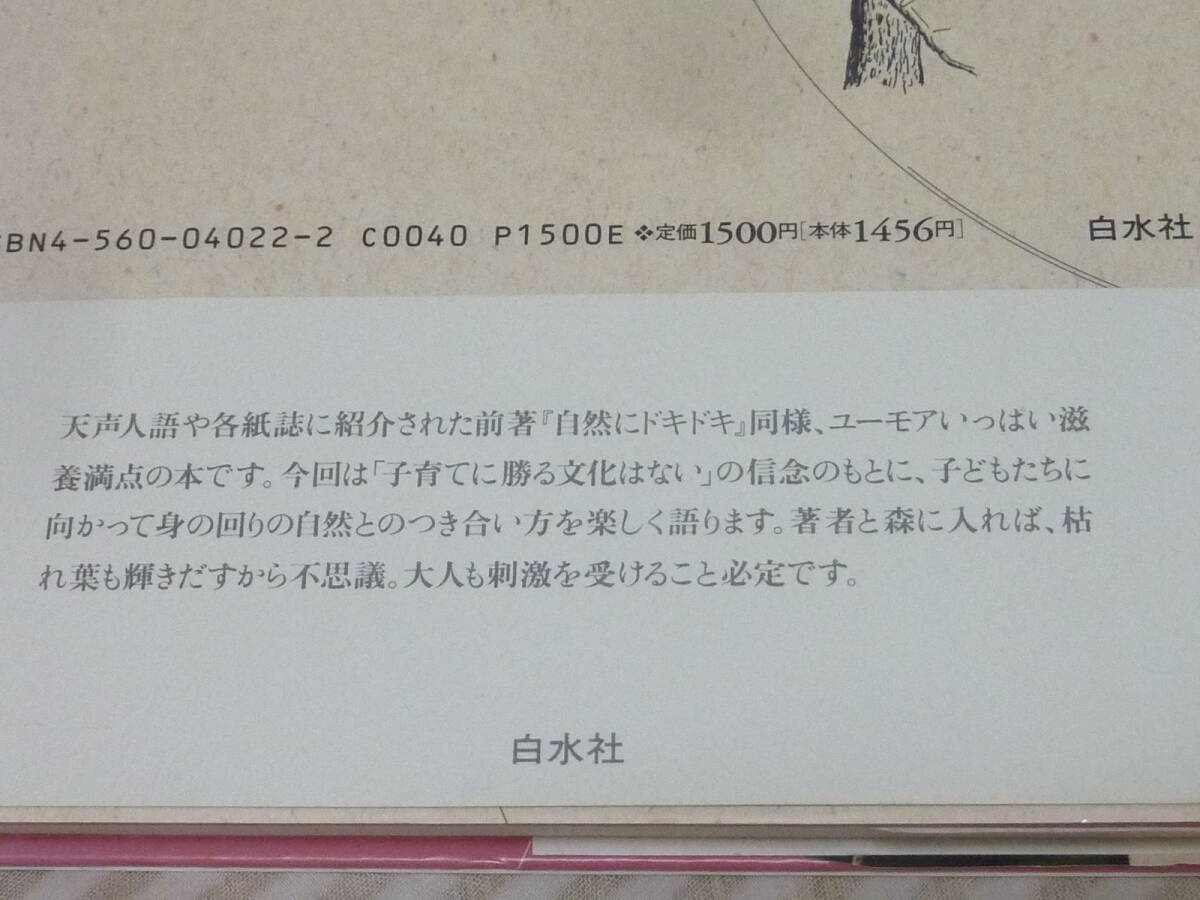 SBN4-560-04022-2 C0040 P1500E ❖定価1500円[本体1456円]
白水社
天声人語や各紙誌に紹介された前著『自然にドキドキ』同様、ユーモアいっぱい滋
養満点の本です。今回は「子育てに勝る文化はない」の信念のもとに、子どもたちに
向かって身の回りの自然とのつき合い方を楽しく語ります。著者と森に入れば、枯
れ葉も輝きだすから不思議。大人も刺激を受けること必定です。
白水社